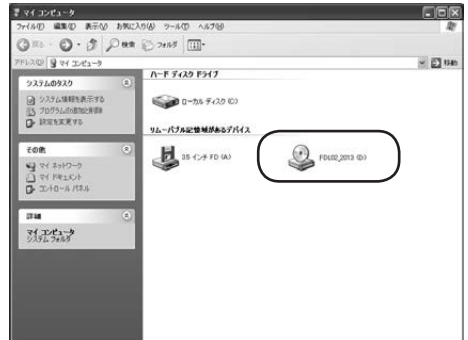 マイ コンピュータ
ファイル(F) 編集(E) 表示(V) お気に入り(A) ツール(T) ヘルプ(H)
戻る 検索 フォルダ
アドレス(D) マイ コンピュータ 移動
システムのタスク
システム情報を表示する
プログラムの追加と削除
設定を変更する
その他
マイ ネットワーク
マイ ドキュメント
コントロール パネル
詳細
マイ コンピュータ
システム フォルダ
ハード ディスク ドライブ
ローカル ディスク (C:)
リムーバブル記憶域があるデバイス
3.5 インチ FD (A:)
FDL02_2013 (D:)